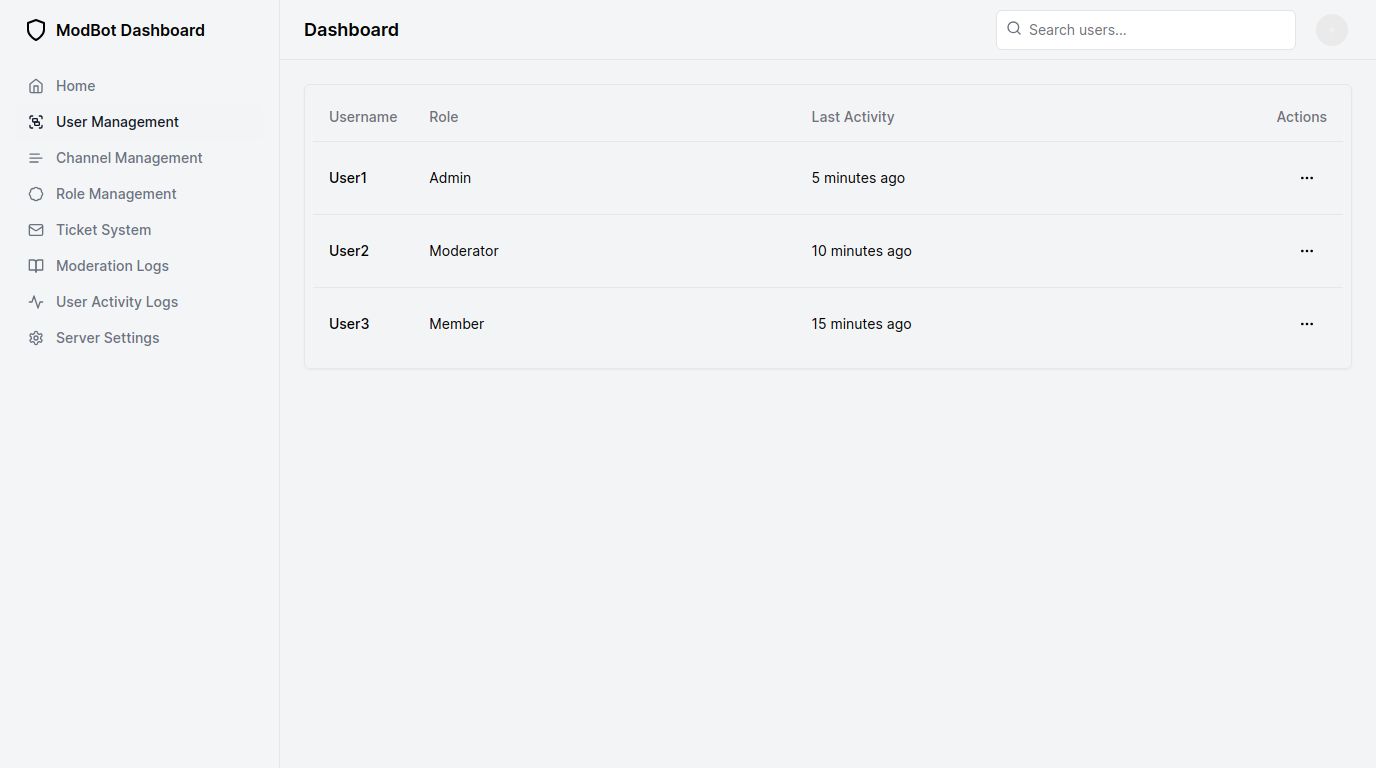 ModBot Dashboard
Home
User Management
Channel Management
Role Management
Ticket System
Moderation Logs
User Activity Logs
Server Settings
Dashboard
Search users...
Username Role Last Activity Actions
User1 Admin 5 minutes ago
User2 Moderator 10 minutes ago
User3 Member 15 minutes ago